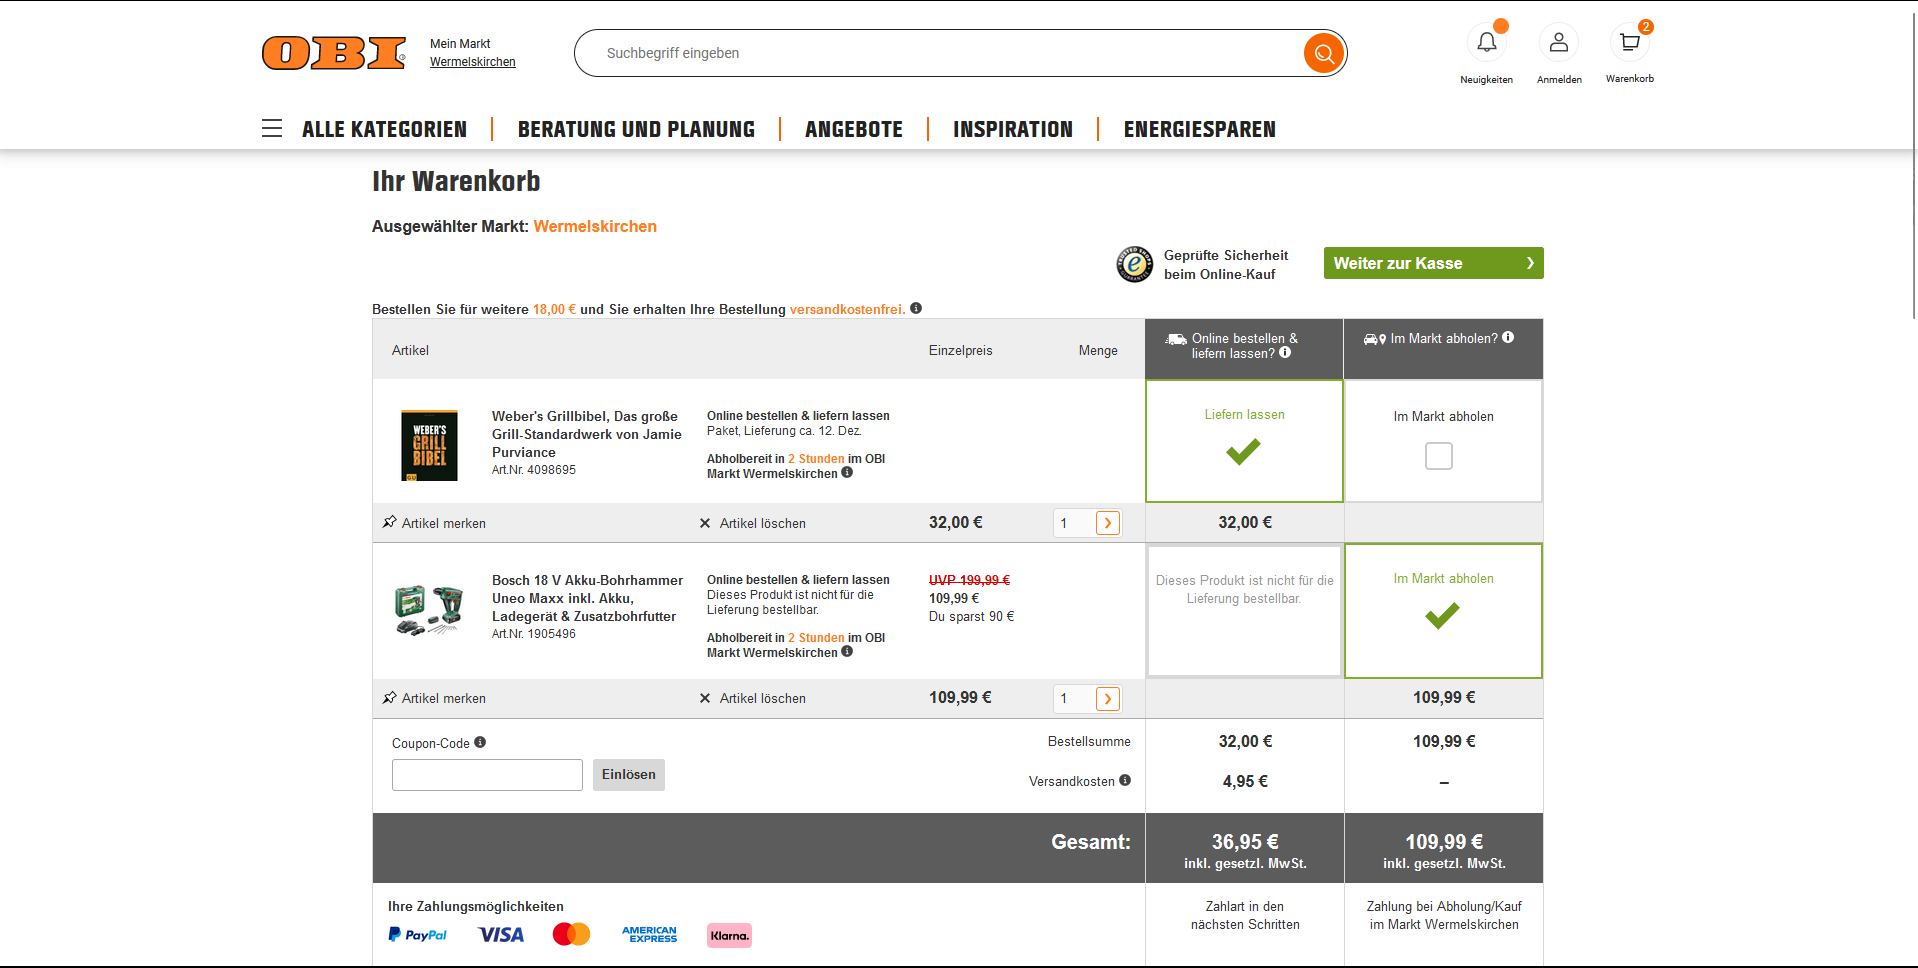 OBI
Mein Markt
Wermelskirchen
Suchbegriff eingeben
Neuigkeiten
Anmelden
2
Warenkorb
ALLE KATEGORIEN
BERATUNG UND PLANUNG
ANGEBOTE
INSPIRATION
ENERGIESPAREN
Ihr Warenkorb
Ausgewählter Markt: Wermelskirchen
Geprüfte Sicherheit
beim Online-Kauf
Weiter zur Kasse
Bestellen Sie für weitere 18,00 € und Sie erhalten Ihre Bestellung versandkostenfrei.
Artikel
Einzelpreis
Menge
Online bestellen &
liefern lassen?
Im Markt abholen?
WEBER'S
GRILL
BIBEL
GU
Weber's Grillbibel, Das große
Grill-Standardwerk von Jamie
Purviance
Art.Nr. 4098695
Online bestellen & liefern lassen
Paket, Lieferung ca. 12. Dez.
Abholbereit in 2 Stunden im OBI
Markt Wermelskirchen
Liefern lassen
Im Markt abholen
Artikel merken
Artikel löschen
32,00 €
1
32,00 €
Bosch 18 V Akku-Bohrhammer
Uneo Maxx inkl. Akku,
Ladegerät & Zusatzbohrfutter
Art.Nr. 1905496
Online bestellen & liefern lassen
Dieses Produkt ist nicht für die
Lieferung bestellbar.
Abholbereit in 2 Stunden im OBI
Markt Wermelskirchen
UVP 199,99 €
109,99 €
Du sparst 90 €
Dieses Produkt ist nicht für die
Lieferung bestellbar.
Im Markt abholen
Artikel merken
Artikel löschen
109,99 €
1
109,99 €
Coupon-Code
Einlösen
Bestellsumme
32,00 €
109,99 €
Versandkosten
4,95 €
–
Gesamt:
36,95 €
inkl. gesetzl. MwSt.
109,99 €
inkl. gesetzl. MwSt.
Ihre Zahlungsmöglichkeiten
PayPal
VISA
AMERICAN
EXPRESS
Klarna.
Zahlart in den
nächsten Schritten
Zahlung bei Abholung/Kauf
im Markt Wermelskirchen